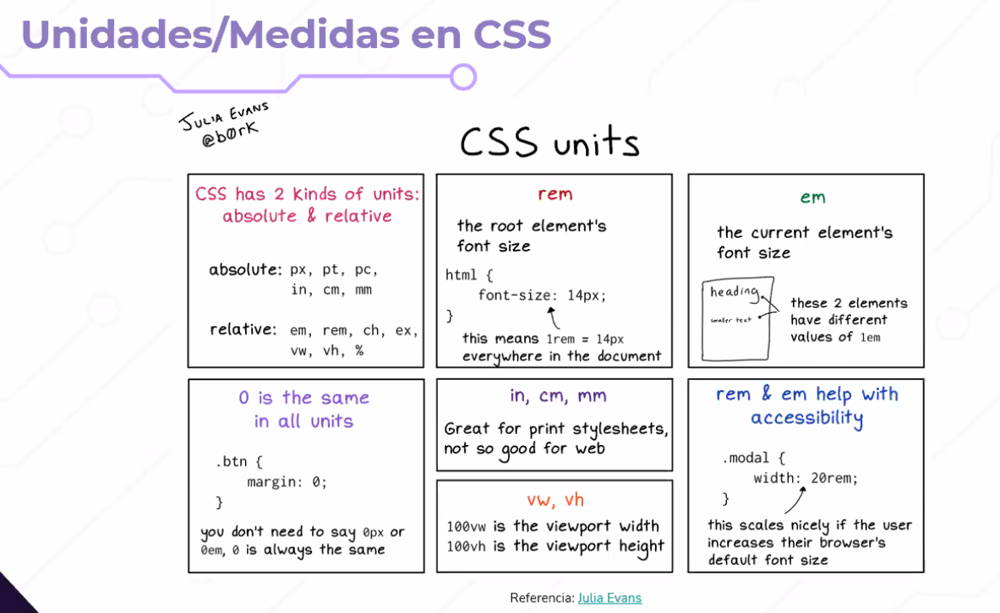 Unidades/Medidas en CSS
JULIA EVANS
@b0rk
CSS units
CSS has 2 kinds of units:
absolute & relative
absolute: px, pt, pc,
in, cm, mm
relative: em, rem, ch, ex,
vw, vh, %
rem
the root element's
font size
html {
font-size: 14px;
}
this means 1rem = 14px
everywhere in the document
em
the current element's
font size
heading
smaller text
these 2 elements
have different
values of 1em
0 is the same
in all units
.btn {
margin: 0;
}
you don't need to say 0px or
0em, 0 is always the same
in, cm, mm
Great for print stylesheets,
not so good for web
vw, vh
100vw is the viewport width
100vh is the viewport height
rem & em help with
accessibility
.modal {
width: 20rem;
}
this scales nicely if the user
increases their browser's
default font size
Referencia: Julia Evans